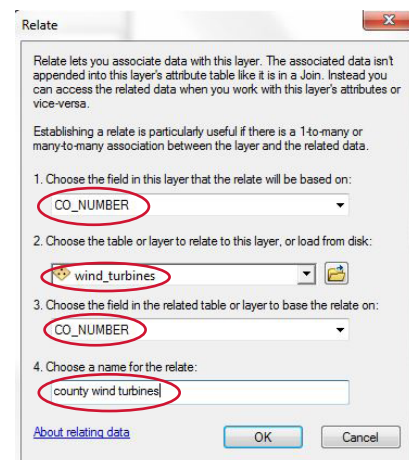 Relate
Relate lets you associate data with this layer. The associated data isn't
appended into this layer's attribute table like it is in a Join. Instead you
can access the related data when you work with this layer's attributes or
vice-versa.
Establishing a relate is particularly useful if there is a 1-to-many or
many-to-many association between the layer and the related data.
1. Choose the field in this layer that the relate will be based on:
CO_NUMBER
2. Choose the table or layer to relate to this layer, or load from disk:
wind_turbines
3. Choose the field in the related table or layer to base the relate on:
CO_NUMBER
4. Choose a name for the relate:
county wind turbines
About relating data OK Cancel